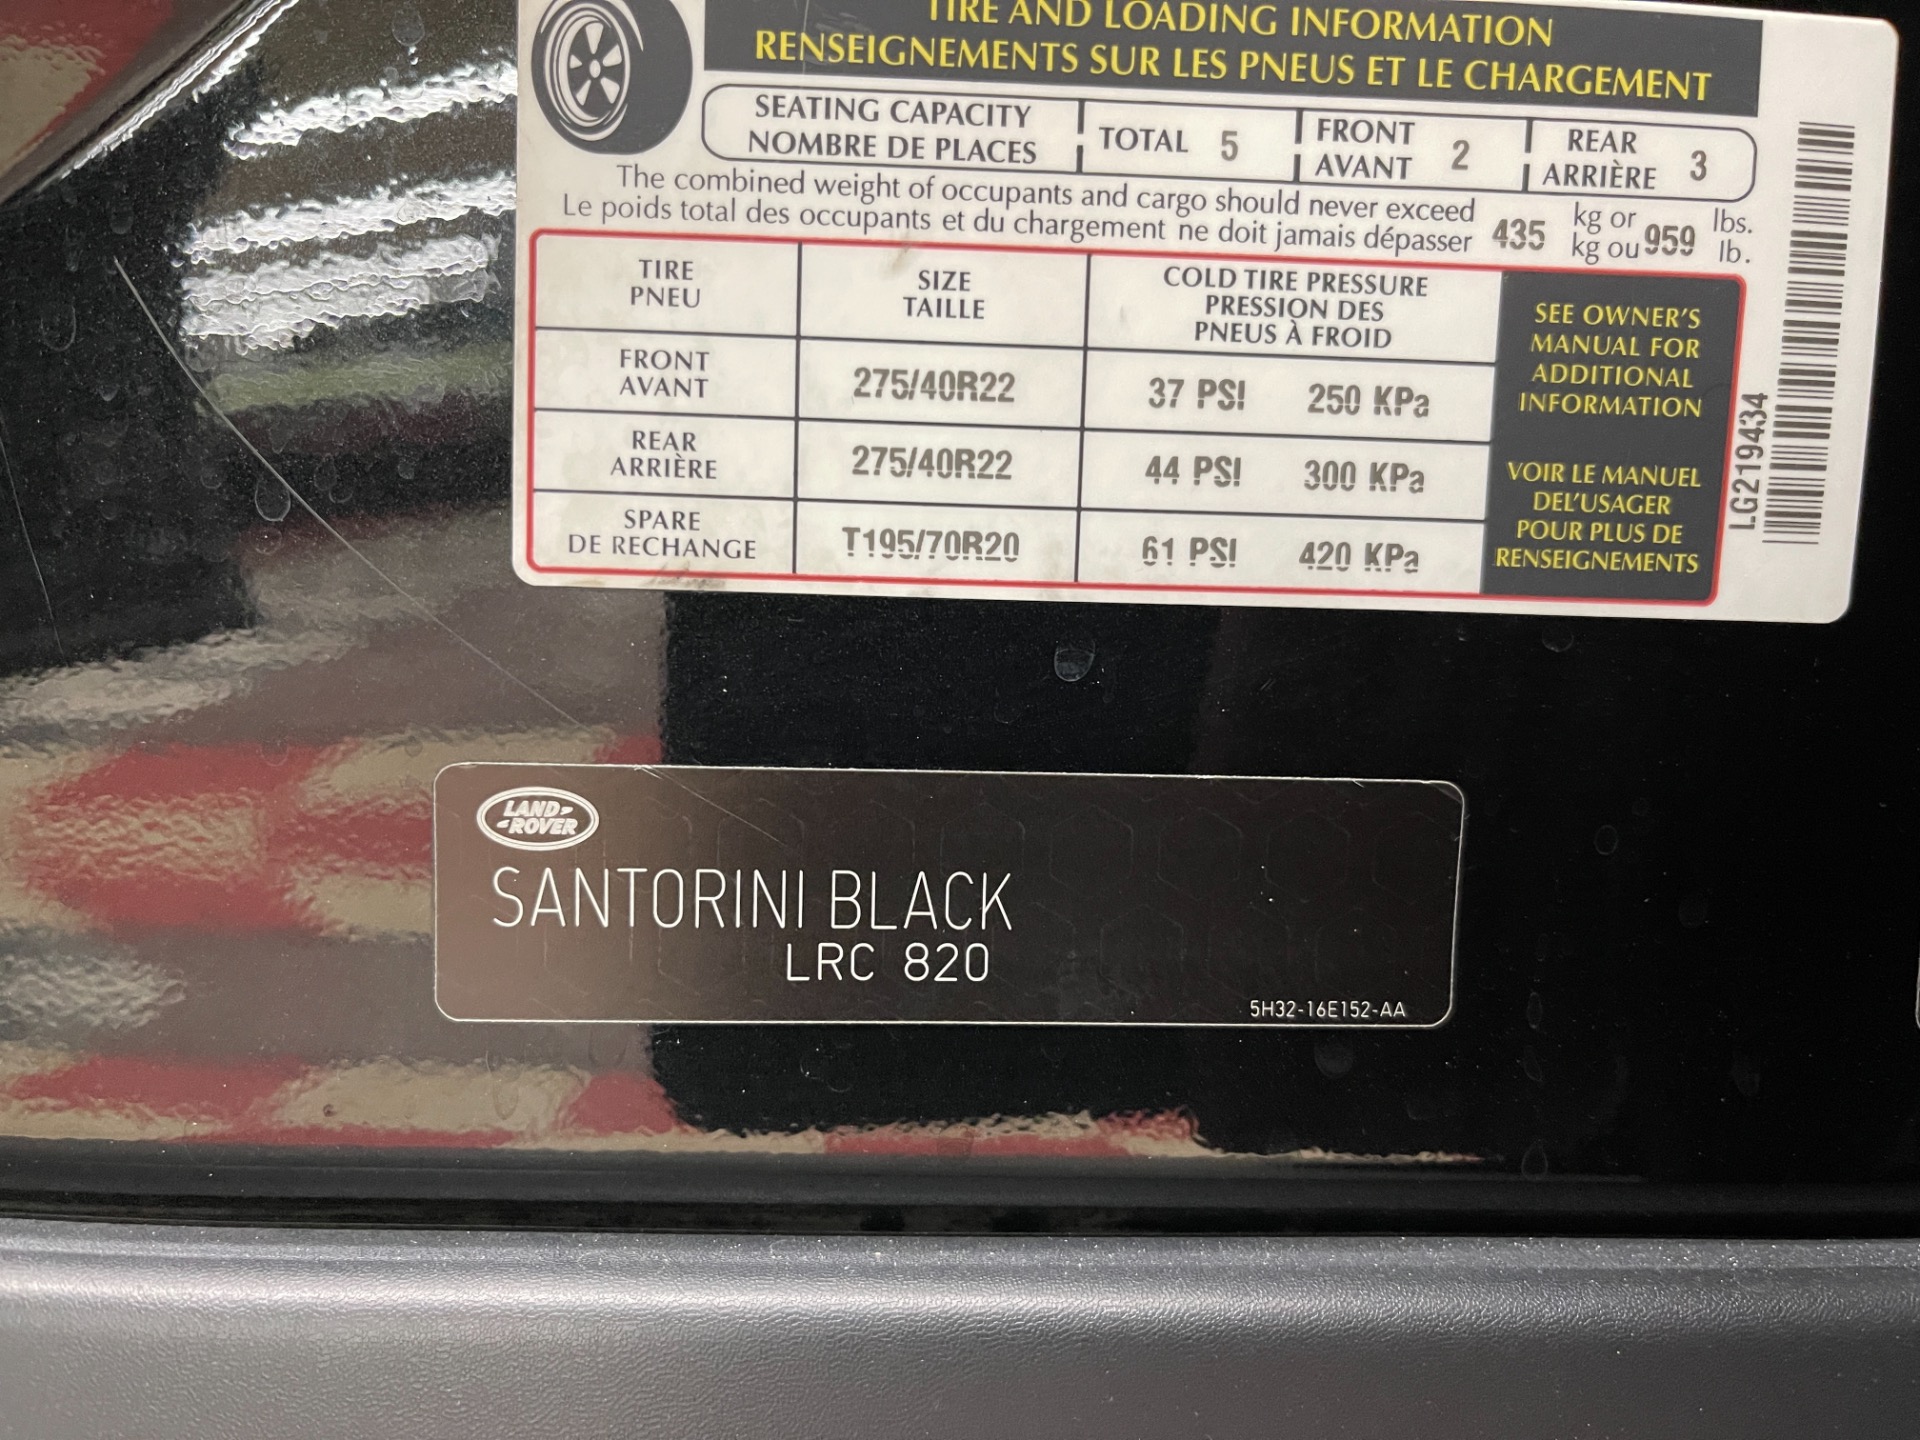 TIRE AND LOADING INFORMATION
RENSEIGNEMENTS SUR LES PNEUS ET LE CHARGEMENT
SEATING CAPACITY
NOMBRE DE PLACES
TOTAL 5
FRONT
AVANT
2
REAR
ARRIÈRE
3
The combined weight of occupants and cargo should never exceed
Le poids total des occupants et du chargement ne doit jamais dépasser
435
kg or
kg ou
959
lbs.
lb.
TIRE
PNEU
SIZE
TAILLE
COLD TIRE PRESSURE
PRESSION DES
PNEUS À FROID
FRONT
AVANT
275/40R22
37 PSI 250 KPa
REAR
ARRIÈRE
275/40R22
44 PSI 300 KPa
SPARE
DE RECHANGE
T195/70R20
61 PSI 420 KPa
SEE OWNER'S
MANUAL FOR
ADDITIONAL
INFORMATION
VOIR LE MANUEL
DEL'USAGER
POUR PLUS DE
RENSEIGNEMENTS
LG219434
LAND-
-ROVER
SANTORINI BLACK
LRC 820
5H32-16E152-AA